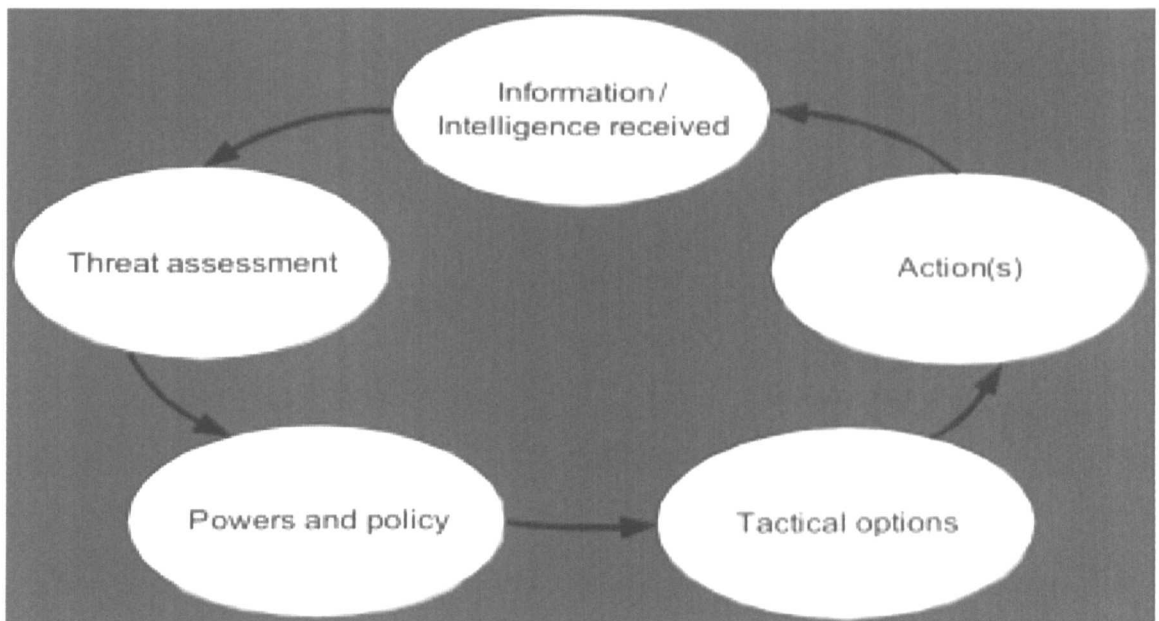 Information/
Intelligence received
Threat assessment
Action(s)
Powers and policy
Tactical options